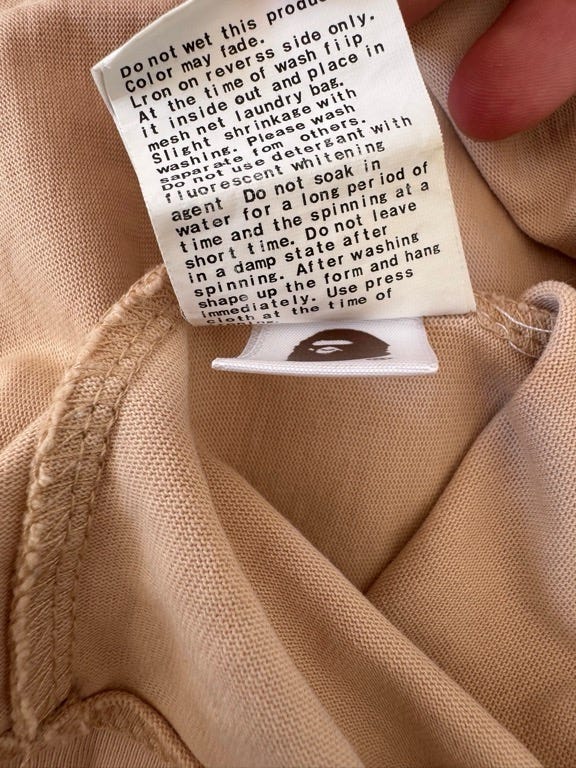 Do not wet this produc
Color may fade.
Lron on reverss side only.
At the time of wash fiip
it inside out and place in
mesh net laundry bag.
Slight shrinkage with
washing. Please wash
saparate fom others.
Do not use detergant with
fluorescent whitening
agent Do not soak in
water for a long period of
time and the spinning at a
short time. Do not leave
in a damp state after
spinning. After washing
shape up the form and hang
immediately. Use press
cloth at the time of